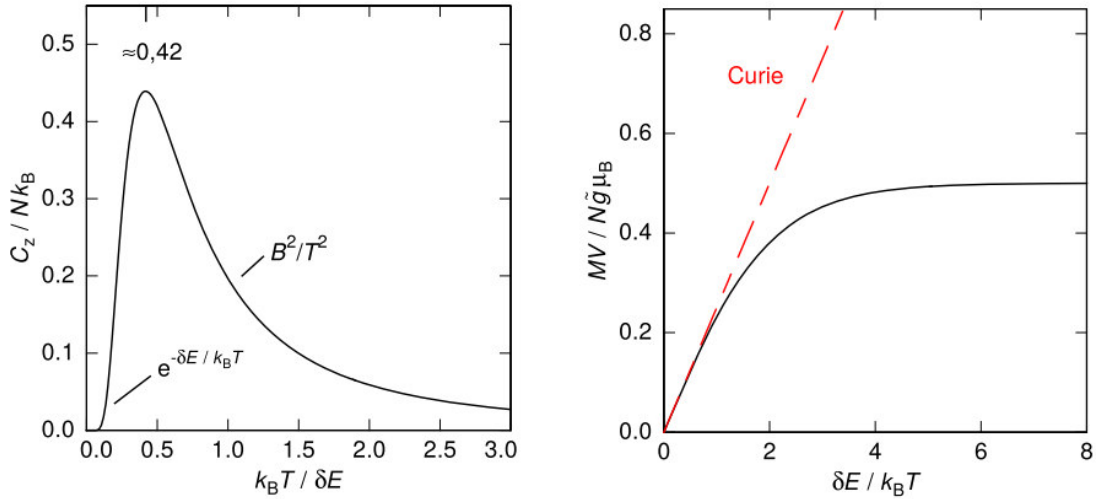 ≈0,42
0.5
0.4
0.3
0.2
0.1
0.0
C_z / Nk_B
B²/T²
e^{-δE / k_BT}
0.0 0.5 1.0 1.5 2.0 2.5 3.0
k_BT / δE
0.8
0.6
0.4
0.2
0.0
MV / Ng̃μ_B
Curie
0 2 4 6 8
δE / k_BT